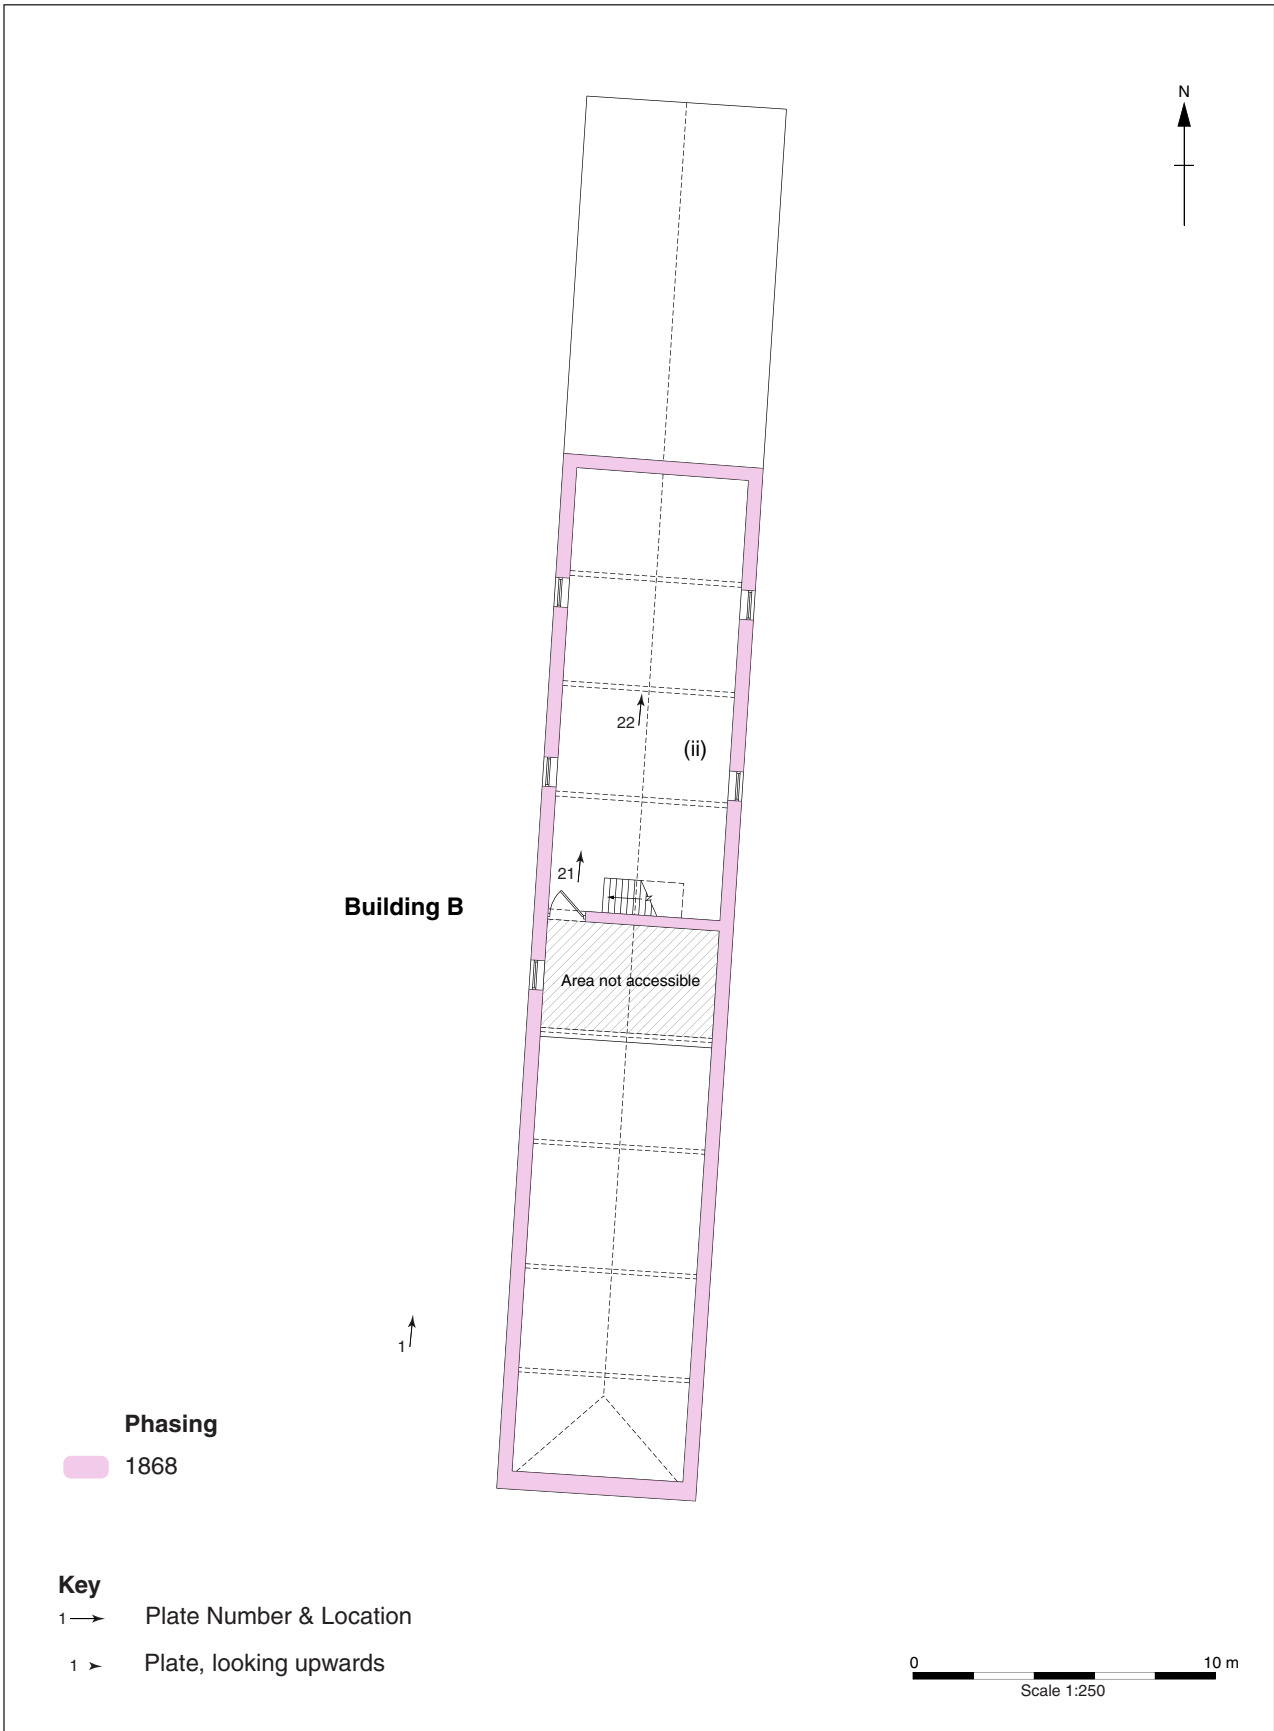 N
22
(ii)
21
Building B
Area not accessible
1
Phasing
1868
Key
1 Plate Number & Location
1 Plate, looking upwards
0 10 m
Scale 1:250